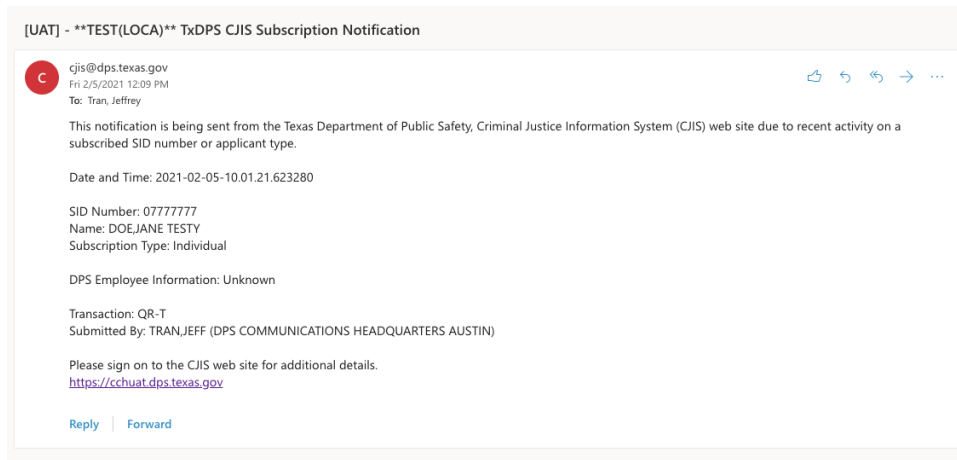 [UAT] - **TEST(LOCA)** TxDPS CJIS Subscription Notification
C
cjis@dps.texas.gov
Fri 2/5/2021 12:09 PM
To: Tran, Jeffrey
This notification is being sent from the Texas Department of Public Safety, Criminal Justice Information System (CJIS) web site due to recent activity on a
subscribed SID number or applicant type.
Date and Time: 2021-02-05-10.01.21.623280
SID Number: 07777777
Name: DOE,JANE TESTY
Subscription Type: Individual
DPS Employee Information: Unknown
Transaction: QR-T
Submitted By: TRAN,JEFF (DPS COMMUNICATIONS HEADQUARTERS AUSTIN)
Please sign on to the CJIS web site for additional details.
https://cchuat.dps.texas.gov
Reply | Forward